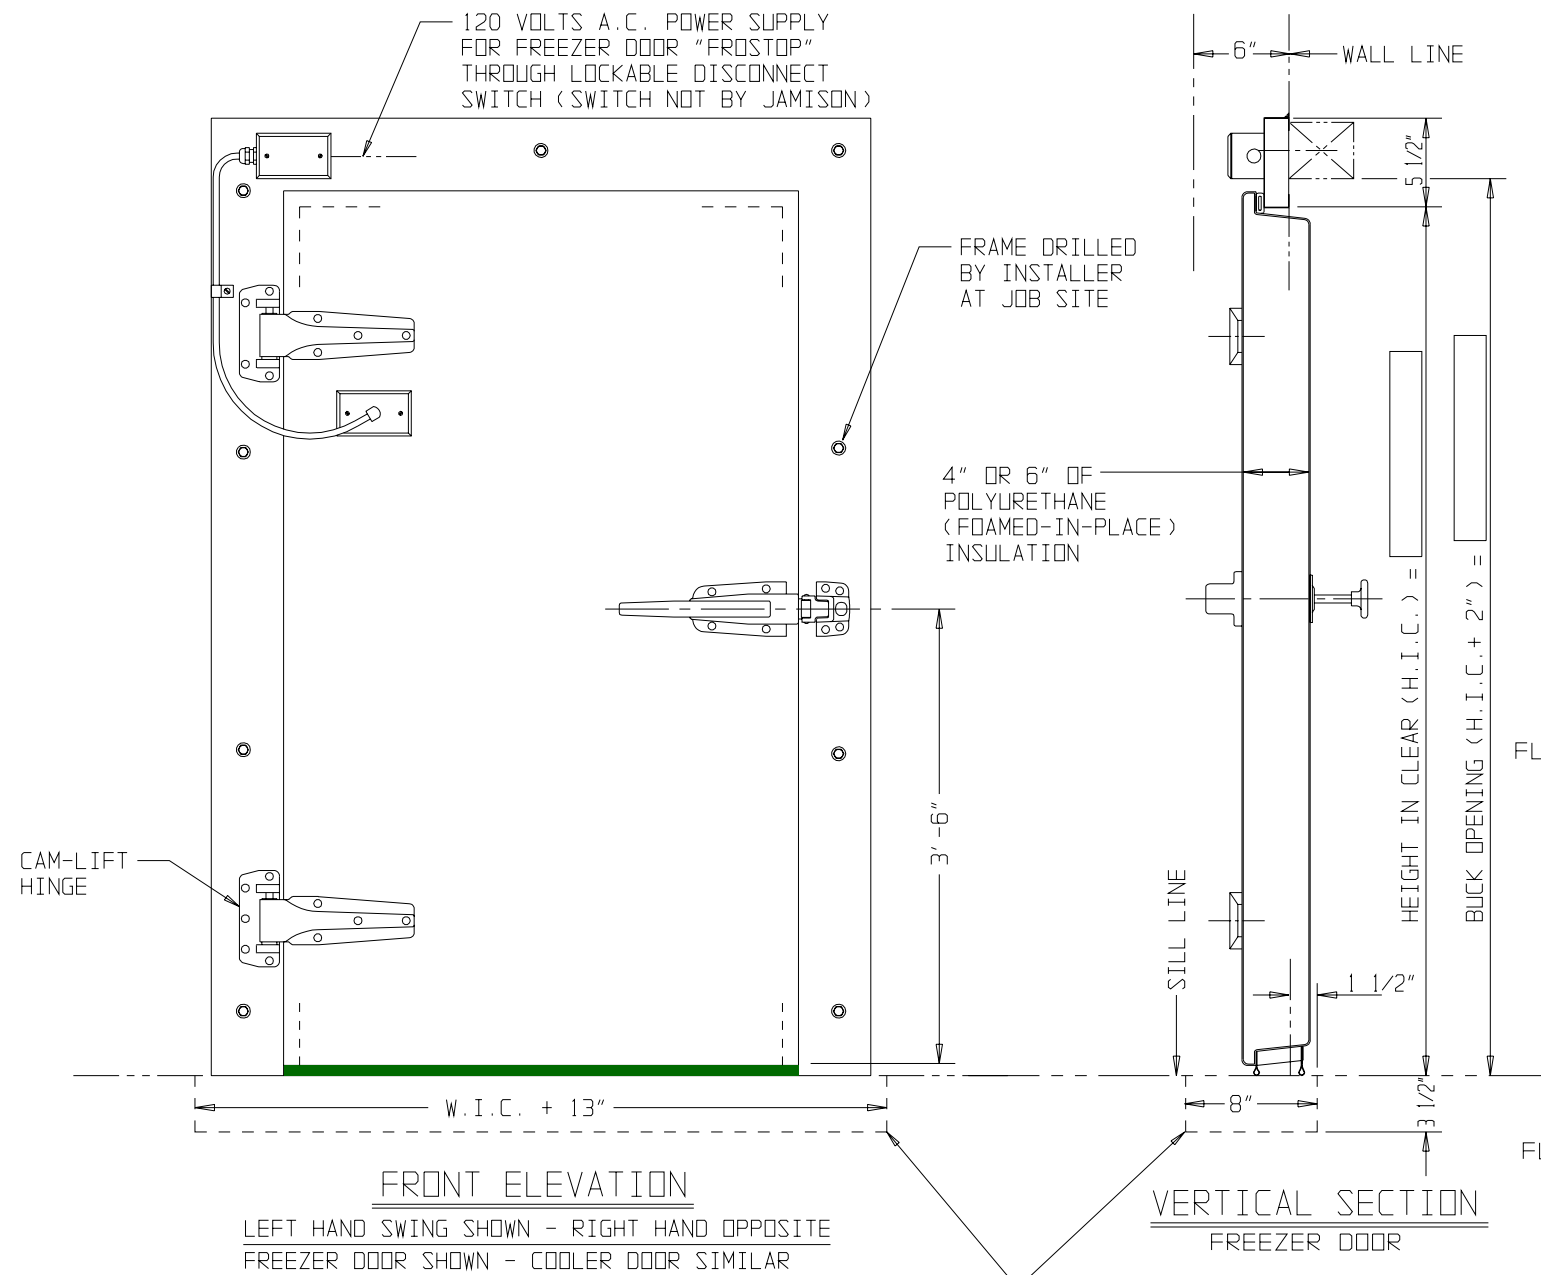 120 VOLTS A.C. POWER SUPPLY
FOR FREEZER DOOR "FROSTOP"
THROUGH LOCKABLE DISCONNECT
SWITCH (SWITCH NOT BY JAMISON)
6"
WALL LINE
5 1/2"
FRAME DRILLED
BY INSTALLER
AT JOB SITE
4" OR 6" OF
POLYURETHANE
(FOAMED-IN-PLACE)
INSULATION
HEIGHT IN CLEAR (H.I.C.) =
BUCK OPENING (H.I.C.+ 2") =
FL
3'-6"
CAM-LIFT
HINGE
SILL LINE
1 1/2"
W.I.C. + 13"
8"
3 1/2"
FL
FRONT ELEVATION
LEFT HAND SWING SHOWN - RIGHT HAND OPPOSITE
FREEZER DOOR SHOWN - COOLER DOOR SIMILAR
VERTICAL SECTION
FREEZER DOOR